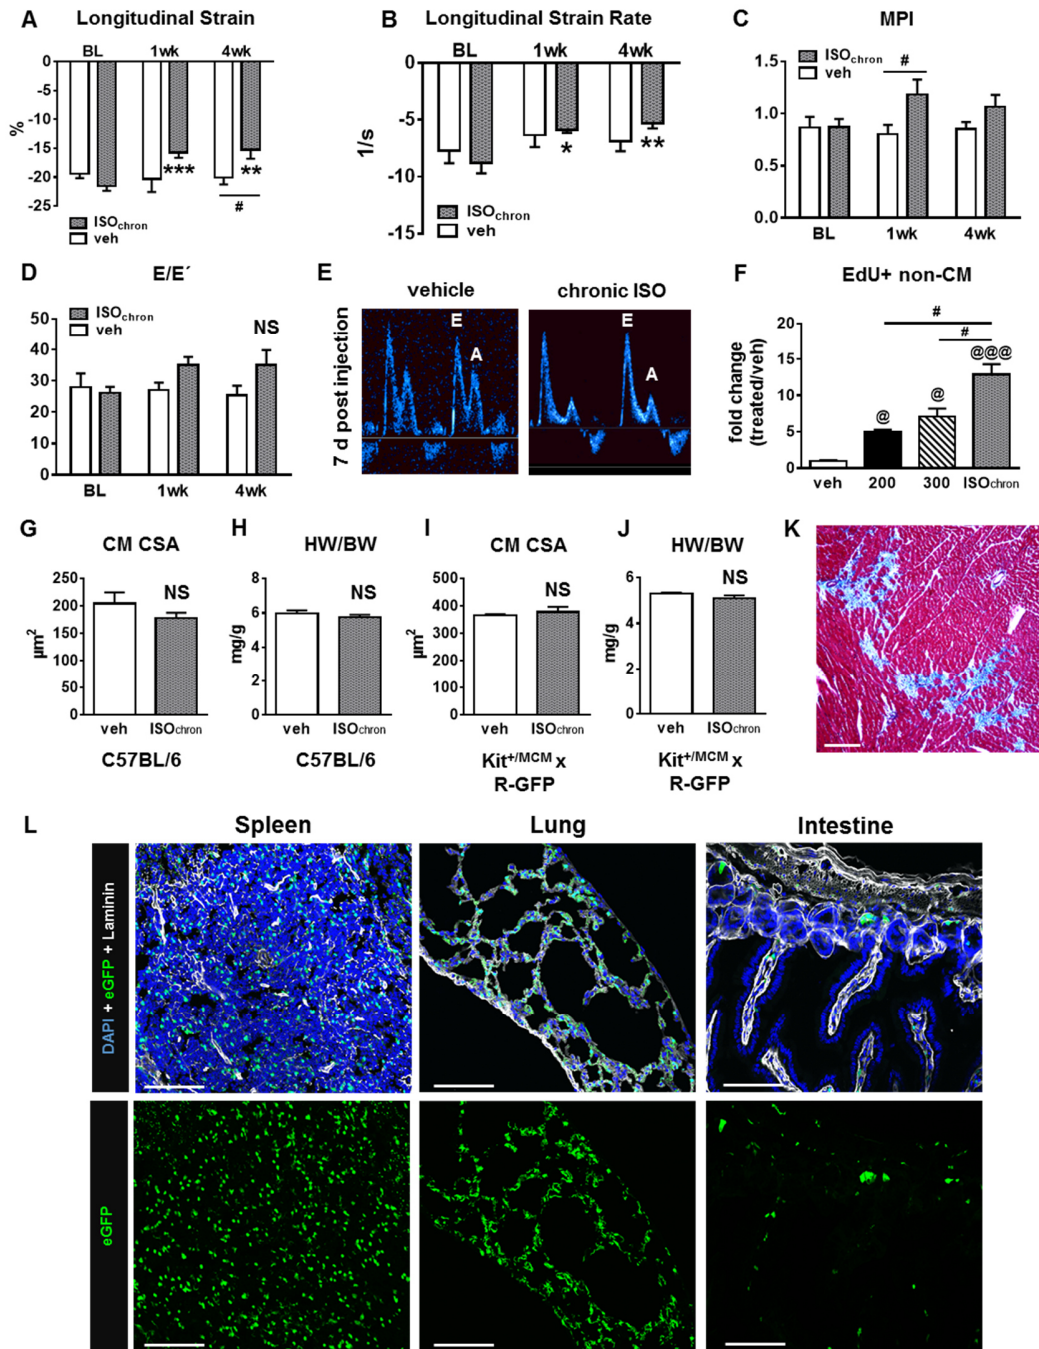 A
Longitudinal Strain
BL 1wk 4wk
0
-5
-10
-15
-20
-25
%
*** **
#
ISOchron
veh
B
Longitudinal Strain Rate
BL 1wk 4wk
0
-5
-10
-15
1/s
* **
ISOchron
veh
C
MPI
ISOchron
veh
#
1.5
1.0
0.5
0.0
BL 1wk 4wk
D
E/E´
ISOchron
veh
NS
50
40
30
20
10
0
BL 1wk 4wk
E
vehicle chronic ISO
7 d post injection
E
A
E
A
F
EdU+ non-CM
fold change
(treated/veh)
20
15
10
5
0
#
#
@@@
@
@
veh 200 300 ISOchron
G
CM CSA
NS
µm²
250
200
150
100
50
0
veh ISOchron
C57BL/6
H
HW/BW
NS
mg/g
8
6
4
2
0
veh ISOchron
C57BL/6
I
CM CSA
NS
µm²
500
400
300
200
100
0
veh ISOchron
Kit+/MCM x
R-GFP
J
HW/BW
NS
mg/g
6
4
2
0
veh ISOchron
Kit+/MCM x
R-GFP
K
L
Spleen Lung Intestine
DAPI + eGFP + Laminin
eGFP